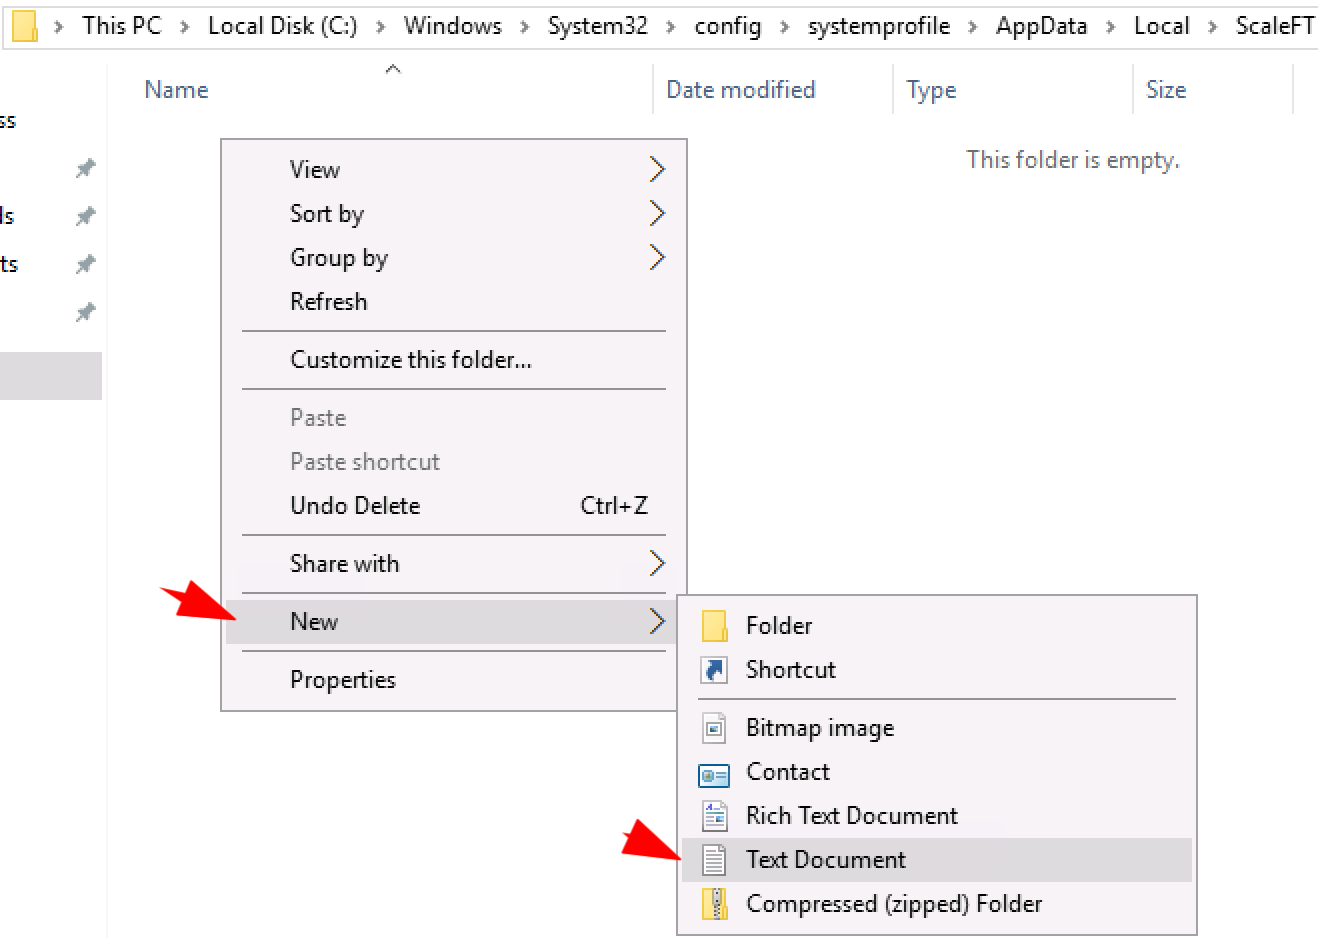 This PC > Local Disk (C:) > Windows > System32 > config > systemprofile > AppData > Local > ScaleFT
Name Date modified Type Size
ss
This folder is empty.
ls
ts
View
Sort by
Group by
Refresh
Customize this folder...
Paste
Paste shortcut
Undo Delete Ctrl+Z
Share with
New
Properties
Folder
Shortcut
Bitmap image
Contact
Rich Text Document
Text Document
Compressed (zipped) Folder